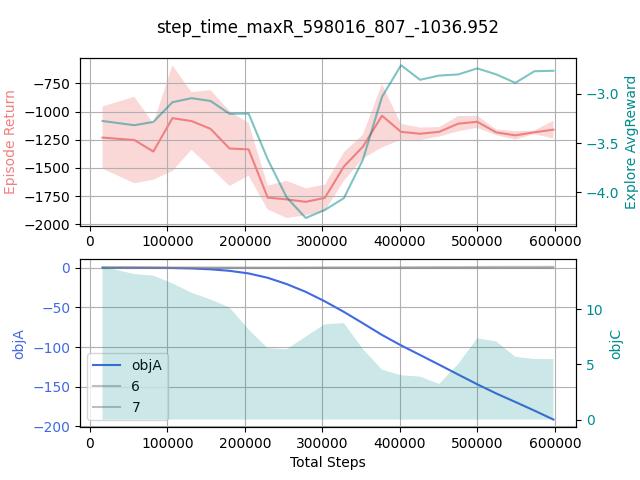 step_time_maxR_598016_807_-1036.952
−750
−1000
−1250
−1500
−1750
−2000
Episode Return
−3.0
−3.5
−4.0
Explore AvgReward
0 100000 200000 300000 400000 500000 600000
0
−50
−100
−150
−200
objA
10
5
0
objC
objA
6
7
0 100000 200000 300000 400000 500000 600000
Total Steps